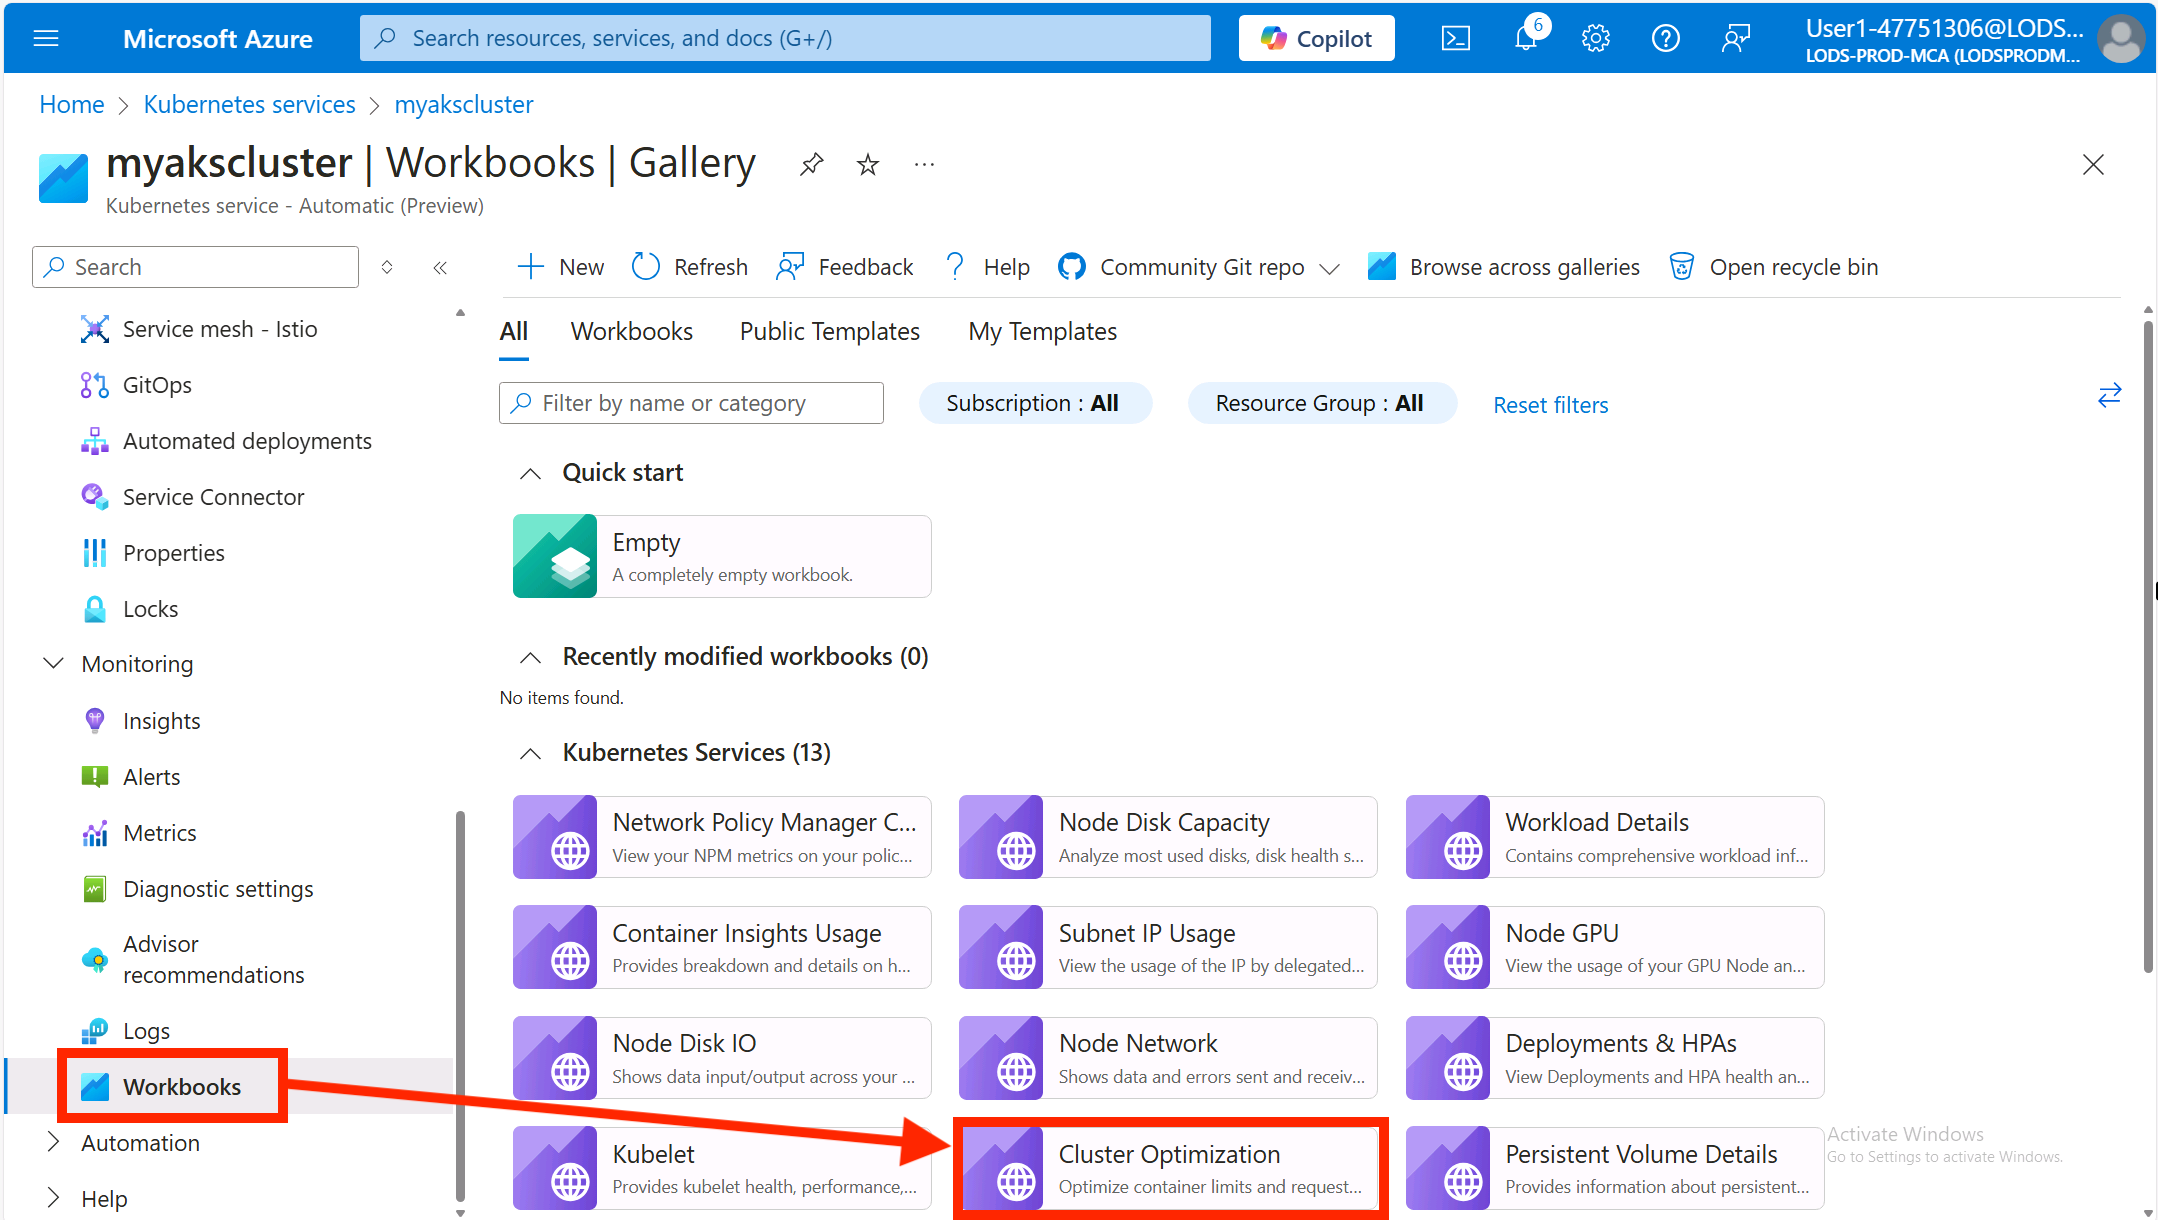 Microsoft Azure
Search resources, services, and docs (G+/)
Copilot
6
User1-47751306@LODS...
LODS-PROD-MCA (LODSPRODM...
Home > Kubernetes services > myakscluster
myakscluster | Workbooks | Gallery
Kubernetes service - Automatic (Preview)
Search
New
Refresh
Feedback
Help
Community Git repo
Browse across galleries
Open recycle bin
Service mesh - Istio
GitOps
Automated deployments
Service Connector
Properties
Locks
Monitoring
Insights
Alerts
Metrics
Diagnostic settings
Advisor
recommendations
Logs
Workbooks
Automation
Help
All
Workbooks
Public Templates
My Templates
Filter by name or category
Subscription : All
Resource Group : All
Reset filters
Quick start
Empty
A completely empty workbook.
Recently modified workbooks (0)
No items found.
Kubernetes Services (13)
Network Policy Manager C...
View your NPM metrics on your polic...
Node Disk Capacity
Analyze most used disks, disk health s...
Workload Details
Contains comprehensive workload inf...
Container Insights Usage
Provides breakdown and details on h...
Subnet IP Usage
View the usage of the IP by delegated...
Node GPU
View the usage of your GPU Node an...
Node Disk IO
Shows data input/output across your ...
Node Network
Shows data and errors sent and receiv...
Deployments & HPAs
View Deployments and HPA health an...
Kubelet
Provides kubelet health, performance,...
Cluster Optimization
Optimize container limits and request...
Persistent Volume Details
Provides information about persistent...
Activate Windows
Go to Settings to activate Windows.